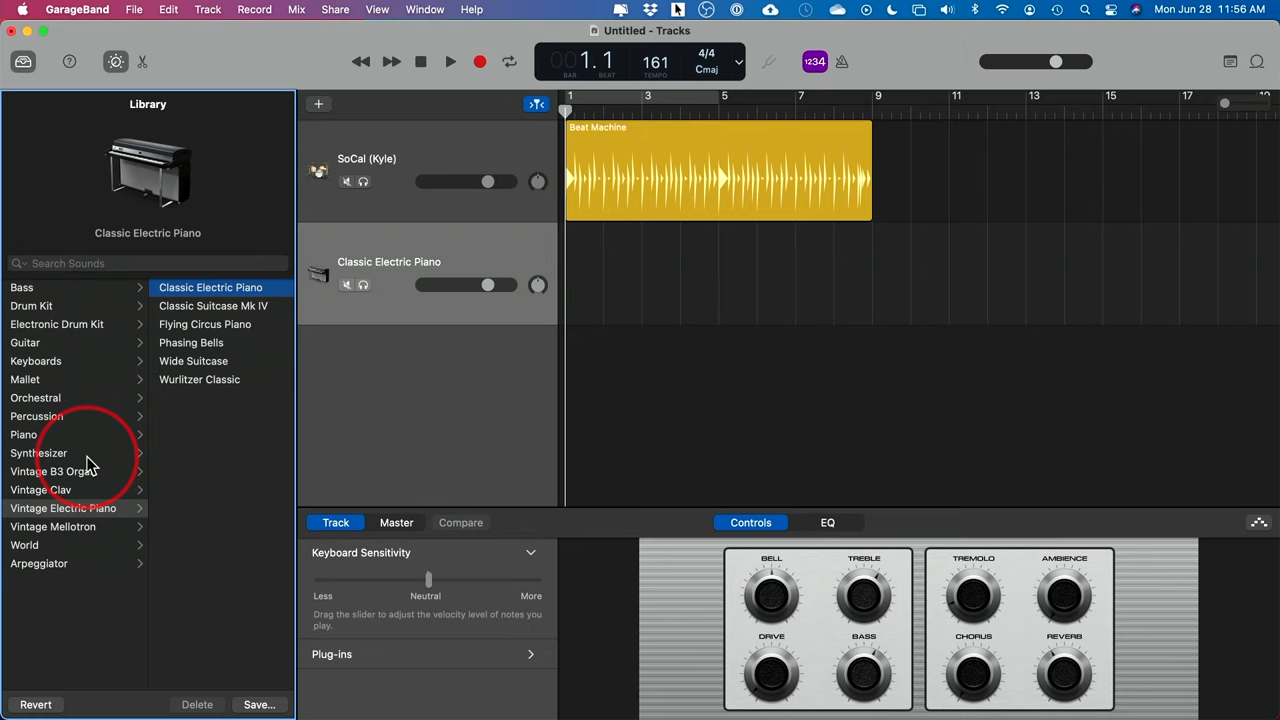 GarageBand File Edit Track Record Mix Share View Window Help Mon Jun 28 11:56 AM
Untitled - Tracks
001.1
BAR BEAT
161
TEMPO
4/4
Cmaj
1234
Library
Classic Electric Piano
Search Sounds
Bass
Drum Kit
Electronic Drum Kit
Guitar
Keyboards
Mallet
Orchestral
Percussion
Piano
Synthesizer
Vintage B3 Organ
Vintage Clav
Vintage Electric Piano
Vintage Mellotron
World
Arpeggiator
Classic Electric Piano
Classic Suitcase Mk IV
Flying Circus Piano
Phasing Bells
Wide Suitcase
Wurlitzer Classic
Revert Delete Save...
1 3 5 7 9 11 13 15 17 19
SoCal (Kyle)
Beat Machine
Classic Electric Piano
Track Master Compare Controls EQ
Keyboard Sensitivity
Less Neutral More
Drag the slider to adjust the velocity level of notes you
play.
Plug-ins
BELL TREBLE TREMOLO AMBIENCE
DRIVE BASS CHORUS REVERB